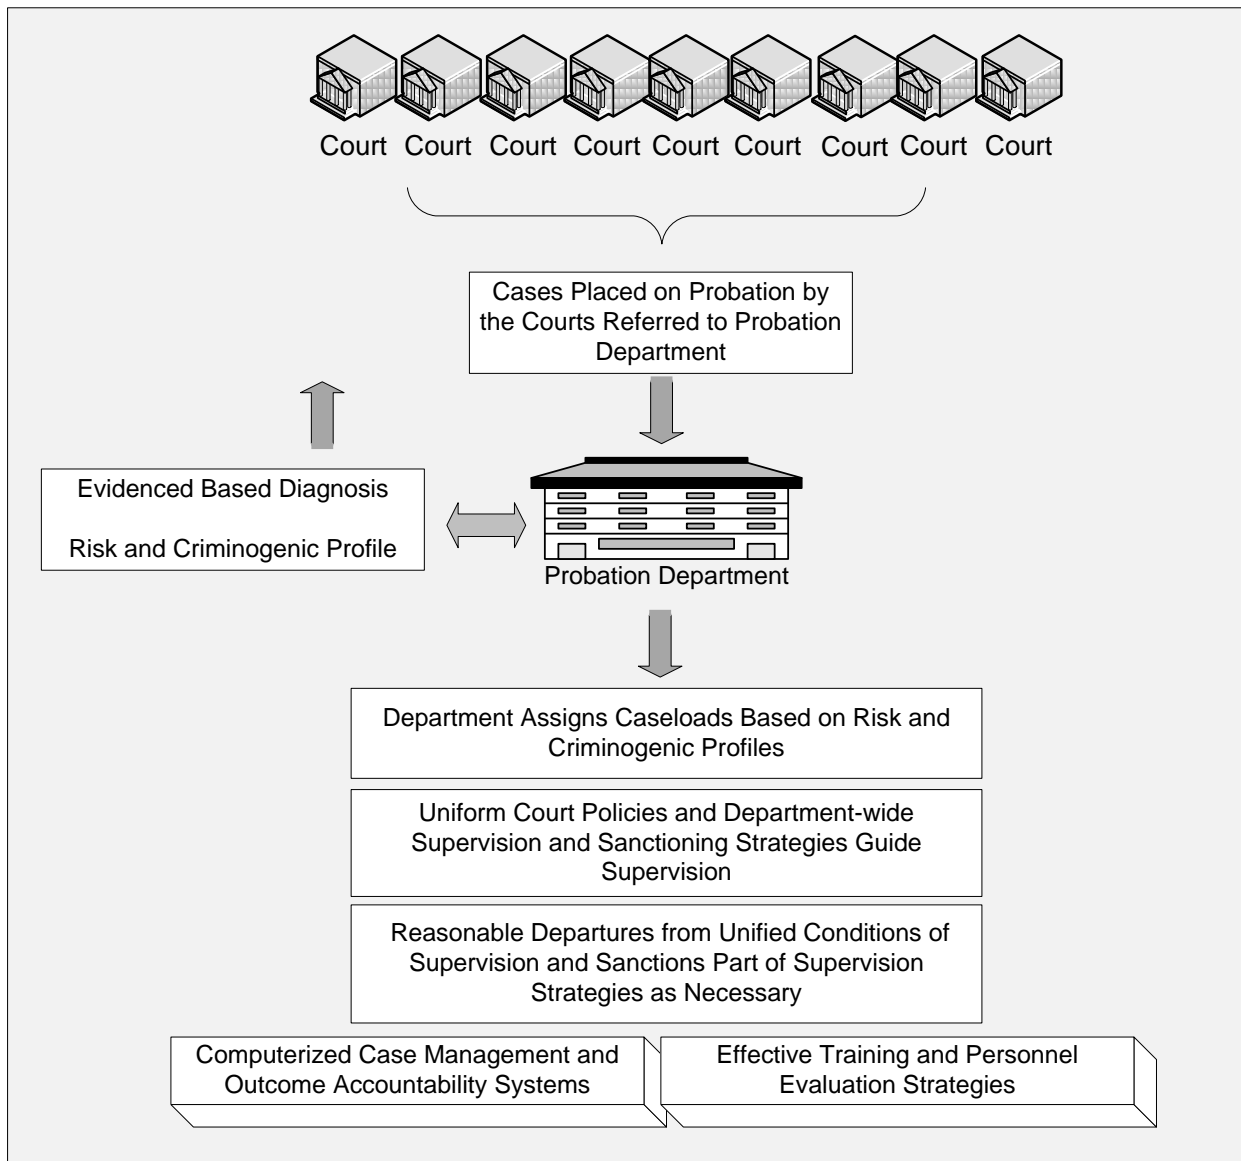 Court Court Court Court Court Court Court Court Court
Cases Placed on Probation by
the Courts Referred to Probation
Department
Evidenced Based Diagnosis
Risk and Criminogenic Profile
Probation Department
Department Assigns Caseloads Based on Risk and
Criminogenic Profiles
Uniform Court Policies and Department-wide
Supervision and Sanctioning Strategies Guide
Supervision
Reasonable Departures from Unified Conditions of
Supervision and Sanctions Part of Supervision
Strategies as Necessary
Computerized Case Management and
Outcome Accountability Systems
Effective Training and Personnel
Evaluation Strategies